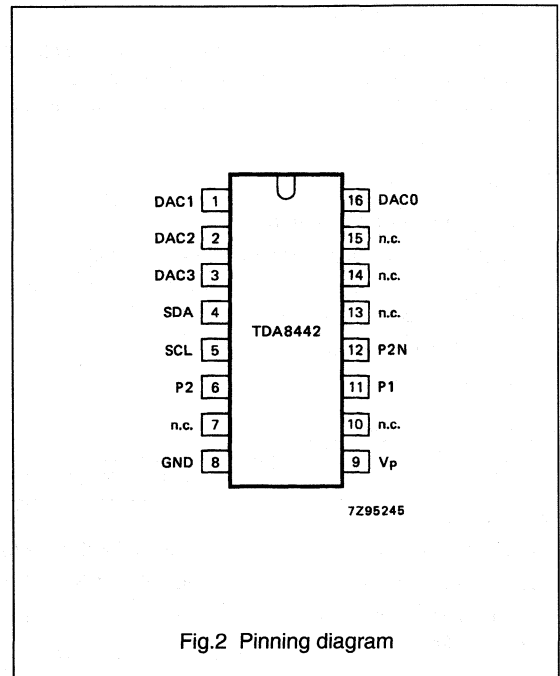 DAC1 1 16 DAC0
DAC2 2 15 n.c.
DAC3 3 14 n.c.
SDA 4 13 n.c.
TDA8442
SCL 5 12 P2N
P2 6 11 P1
n.c. 7 10 n.c.
GND 8 9 Vp
7Z95245
Fig.2 Pinning diagram